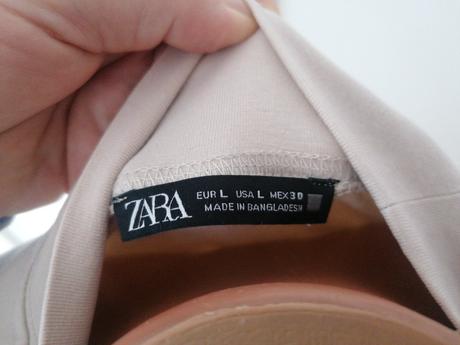 ZARA
EUR L USA L MEX 30
MADE IN BANGLADESH